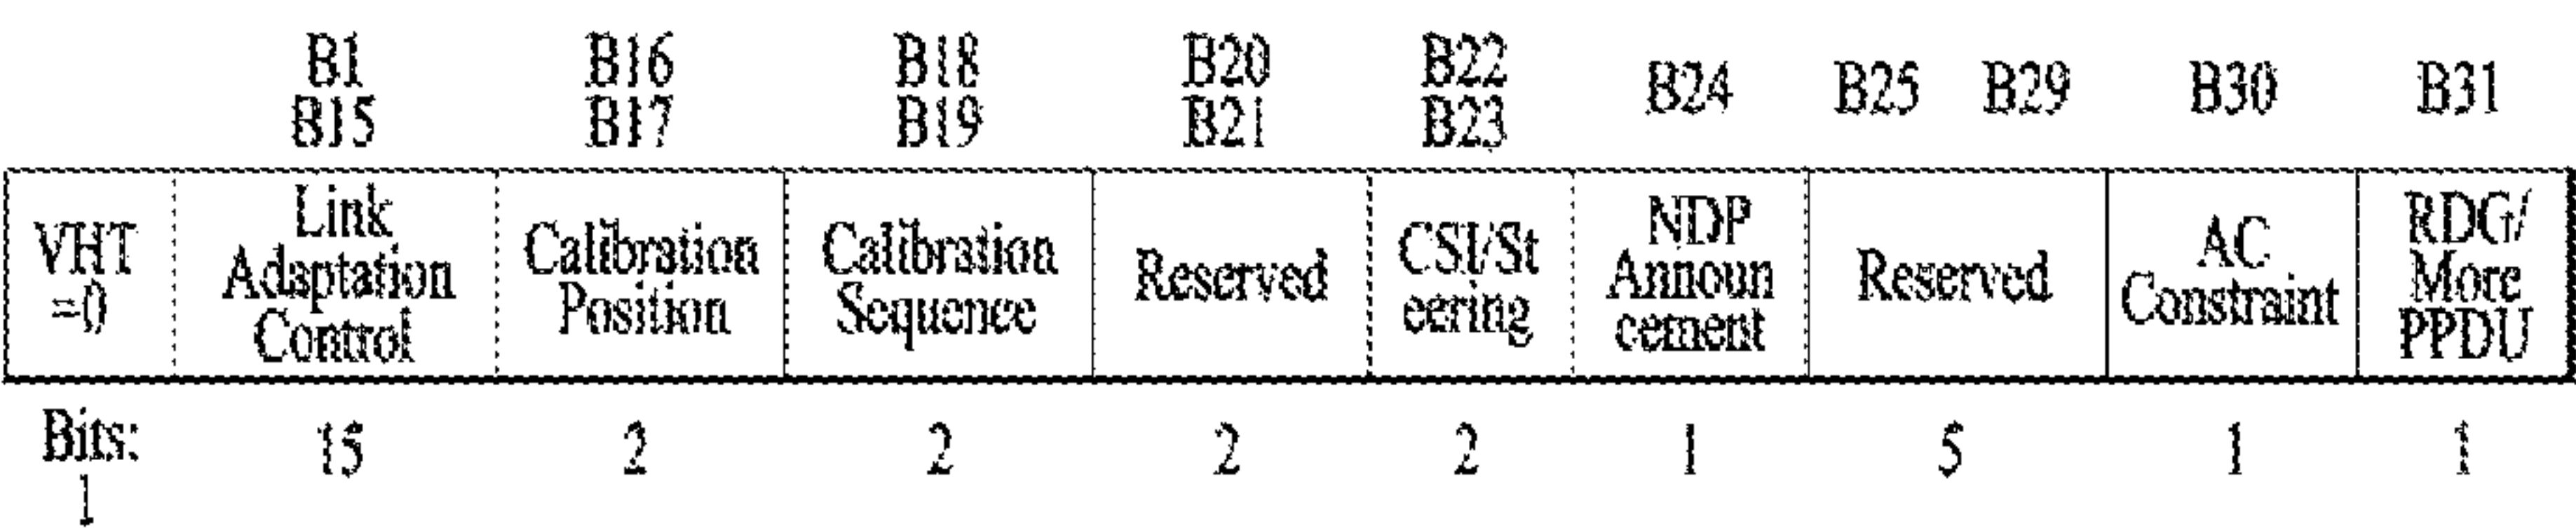 B1
B15
B16
B17
B18
B19
B20
B21
B22
B23
B24
B25 B29
B30
B31
VHT
=0
Link
Adaptation
Control
Calibration
Position
Calibration
Sequence
Reserved
CSI/St
eering
NDP
Announ
cement
Reserved
AC
Constraint
RDG/
More
PPDU
Bits:
1
15
2
2
2
2
1
5
1
1